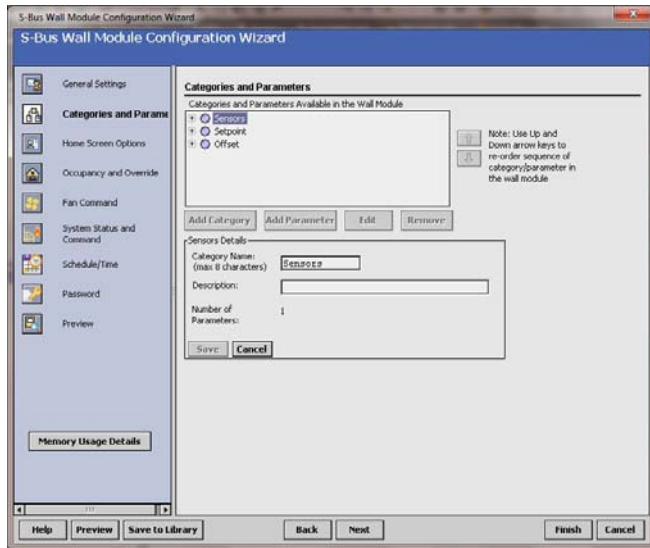 S-Bus Wall Module Configuration Wizard
S-Bus Wall Module Configuration Wizard
General Settings
Categories and Parame
Home Screen Options
Occupancy and Override
Fan Command
System Status and
Command
Schedule/Time
Password
Preview
Memory Usage Details
Categories and Parameters
Categories and Parameters Available in the Wall Module
Sensors
Setpoint
Offset
Note: Use Up and
Down arrow keys to
re-order sequence of
category/parameter in
the wall module
Add Category Add Parameter Edit Remove
Sensors Details
Category Name:
(max 8 characters)
Sensors
Description:
Number of
Parameters:
1
Save Cancel
Help Preview Save to Library Back Next Finish Cancel